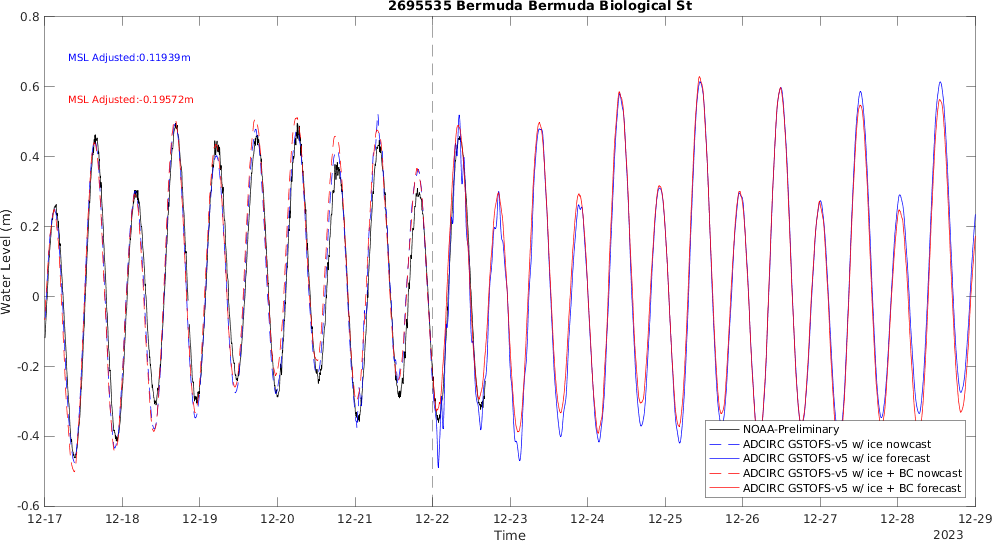 2695535 Bermuda Bermuda Biological St
0.8
MSL Adjusted:0.11939m
0.6
MSL Adjusted:-0.19572m
0.4
0.2
0
-0.2
-0.4
-0.6
Water Level (m)
NOAA-Preliminary
ADCIRC GSTOFS-v5 w/ ice nowcast
ADCIRC GSTOFS-v5 w/ ice forecast
ADCIRC GSTOFS-v5 w/ ice + BC nowcast
ADCIRC GSTOFS-v5 w/ ice + BC forecast
12-17 12-18 12-19 12-20 12-21 12-22 12-23 12-24 12-25 12-26 12-27 12-28 12-29
Time
2023